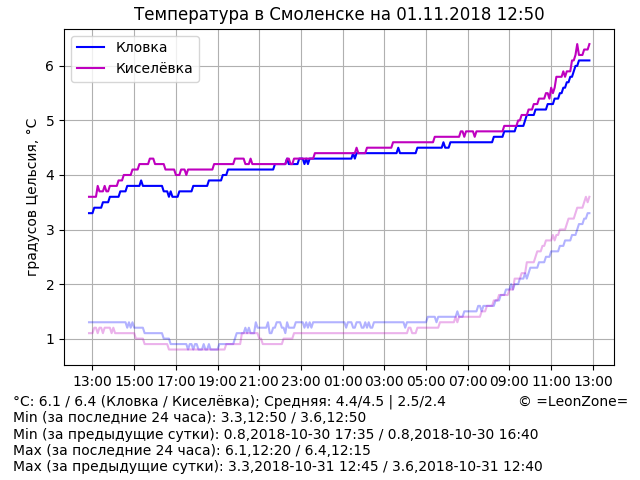 Температура в Смоленске на 01.11.2018 12:50
Кловка
Киселёвка
градусов Цельсия, °C
6
5
4
3
2
1
13:00 15:00 17:00 19:00 21:00 23:00 01:00 03:00 05:00 07:00 09:00 11:00 13:00
°C: 6.1 / 6.4 (Кловка / Киселёвка); Средняя: 4.4/4.5 | 2.5/2.4 © =LeonZone=
Min (за последние 24 часа): 3.3,12:50 / 3.6,12:50
Min (за предыдущие сутки): 0.8,2018-10-30 17:35 / 0.8,2018-10-30 16:40
Max (за последние 24 часа): 6.1,12:20 / 6.4,12:15
Max (за предыдущие сутки): 3.3,2018-10-31 12:45 / 3.6,2018-10-31 12:40